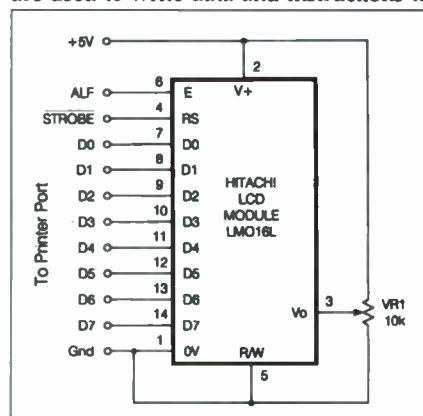 +5V
2
ALF 6 E V+
STROBE 4 RS
D0 7 D0
D1 8 D1
D2 9 D2
D3 10 D3
D4 11 D4
D5 12 D5
D6 13 D6
D7 14 D7
Gnd 1 0V
To Printer Port
HITACHI
LCD
MODULE
LMO16L
Vo 3
VR1
10k
R/W
5